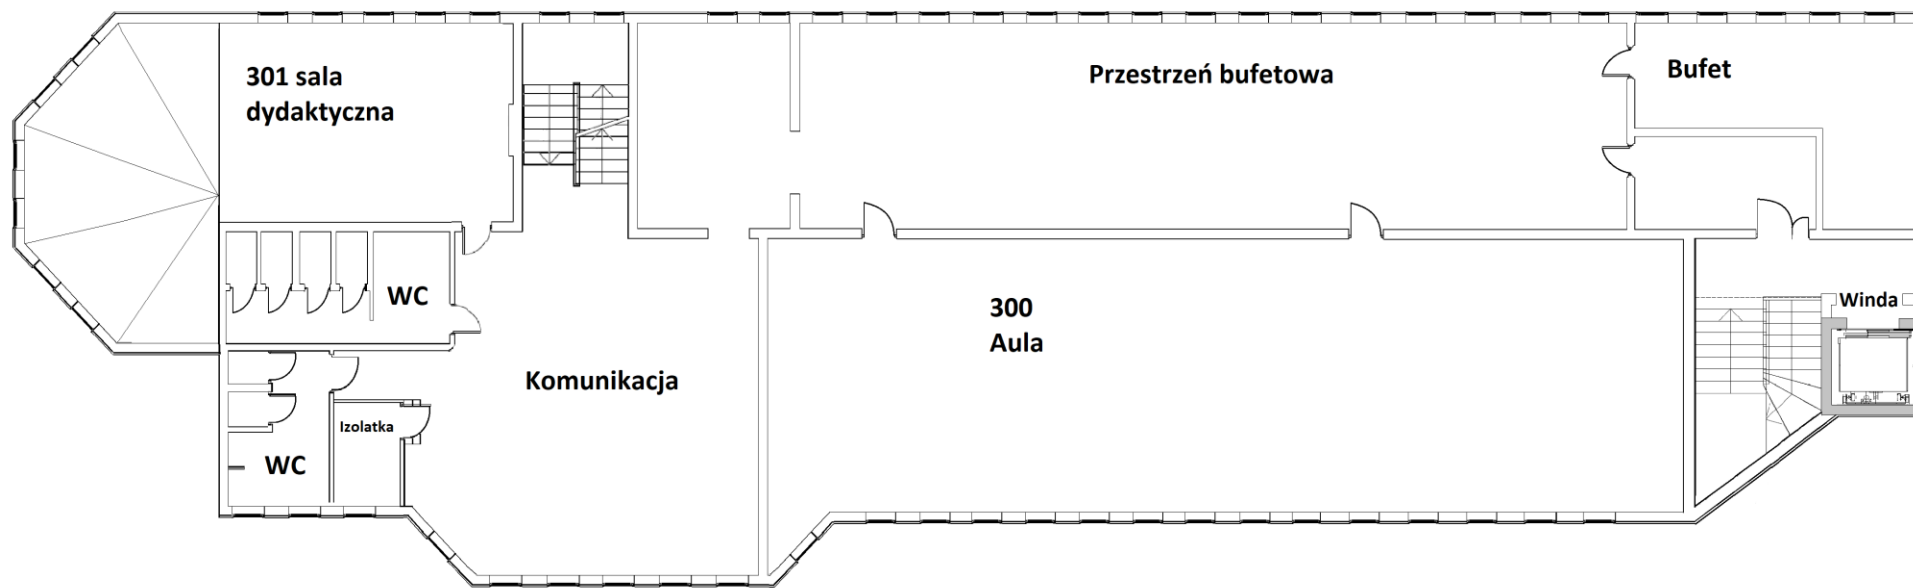 301 sala
dydaktyczna
Przestrzeń bufetowa
Bufet
WC
300
Aula
Winda
Komunikacja
Izolatka
WC